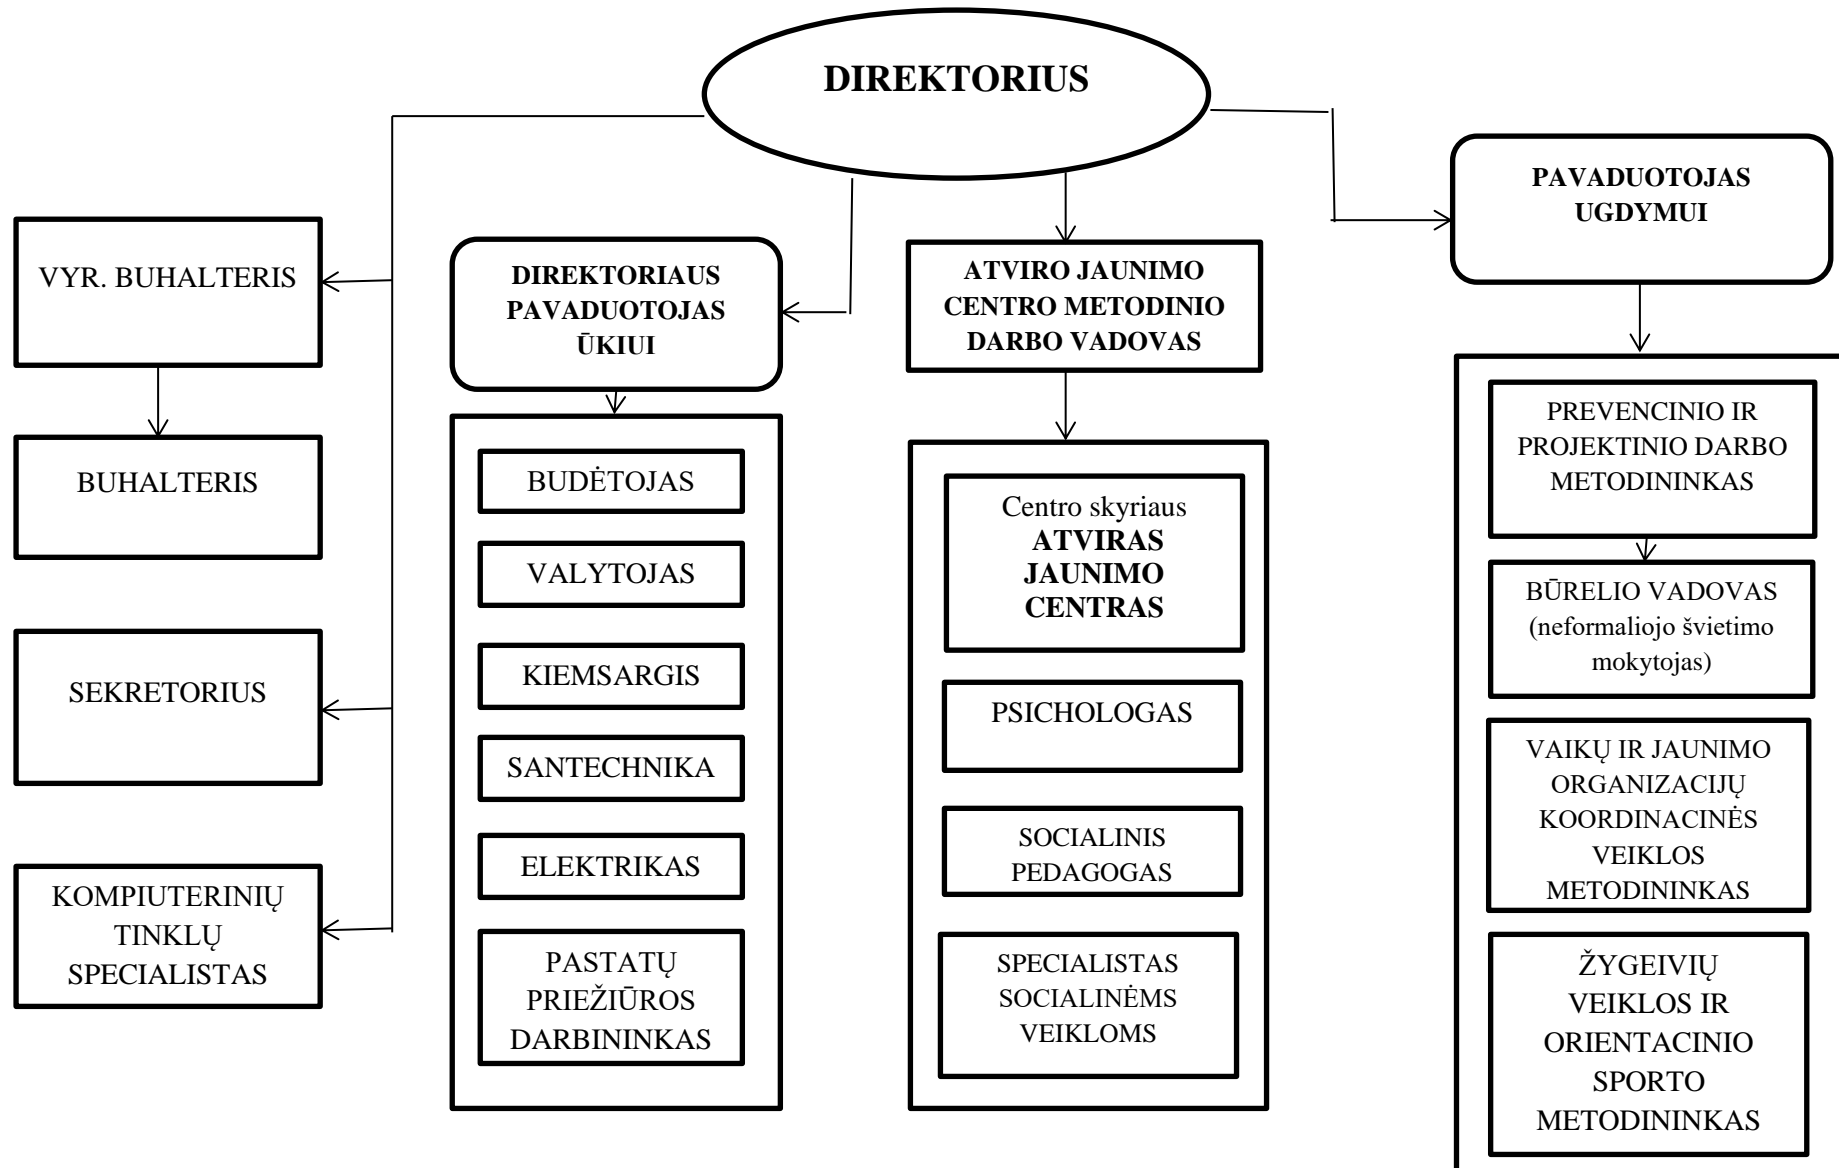 DIREKTORIUS
VYR. BUHALTERIS
BUHALTERIS
SEKRETORIUS
KOMPIUTERINIŲ
TINKLŲ
SPECIALISTAS
DIREKTORIAUS
PAVADUOTOJAS
ŪKIUI
BUDĖTOJAS
VALYTOJAS
KIEMSARGIS
SANTECHNIKA
ELEKTRIKAS
PASTATŲ
PRIEŽIŪROS
DARBININKAS
ATVIRO JAUNIMO
CENTRO METODINIO
DARBO VADOVAS
Centro skyriaus
ATVIRAS
JAUNIMO
CENTRAS
PSICHOLOGAS
SOCIALINIS
PEDAGOGAS
SPECIALISTAS
SOCIALINĖMS
VEIKLOMS
PAVADUOTOJAS
UGDYMUI
PREVENCINIO IR
PROJEKTINIO DARBO
METODININKAS
BŪRELIO VADOVAS
(neformaliojo švietimo
mokytojas)
VAIKŲ IR JAUNIMO
ORGANIZACIJŲ
KOORDINACINĖS
VEIKLOS
METODININKAS
ŽYGEIVIŲ
VEIKLOS IR
ORIENTACINIO
SPORTO
METODININKAS